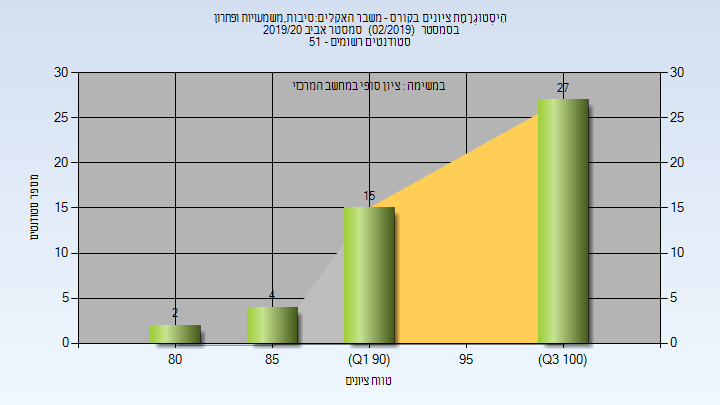 הִיסְטוגְרָמַת ציונים בקורס - משבר האקלים:סיבות,משמעויות ופתרון
בסמסטר (02/2019) סמסטר אביב 2019/20
סטודנטים רשומים - 51
במשימה : ציון סופי במחשב המרכזי
30 30
27
25 25
20 20
15
15 15
10 10
5 5
4
2
0 0
80 85 (Q1 90) 95 (Q3 100)
מספר סטודנטים
טווח ציונים